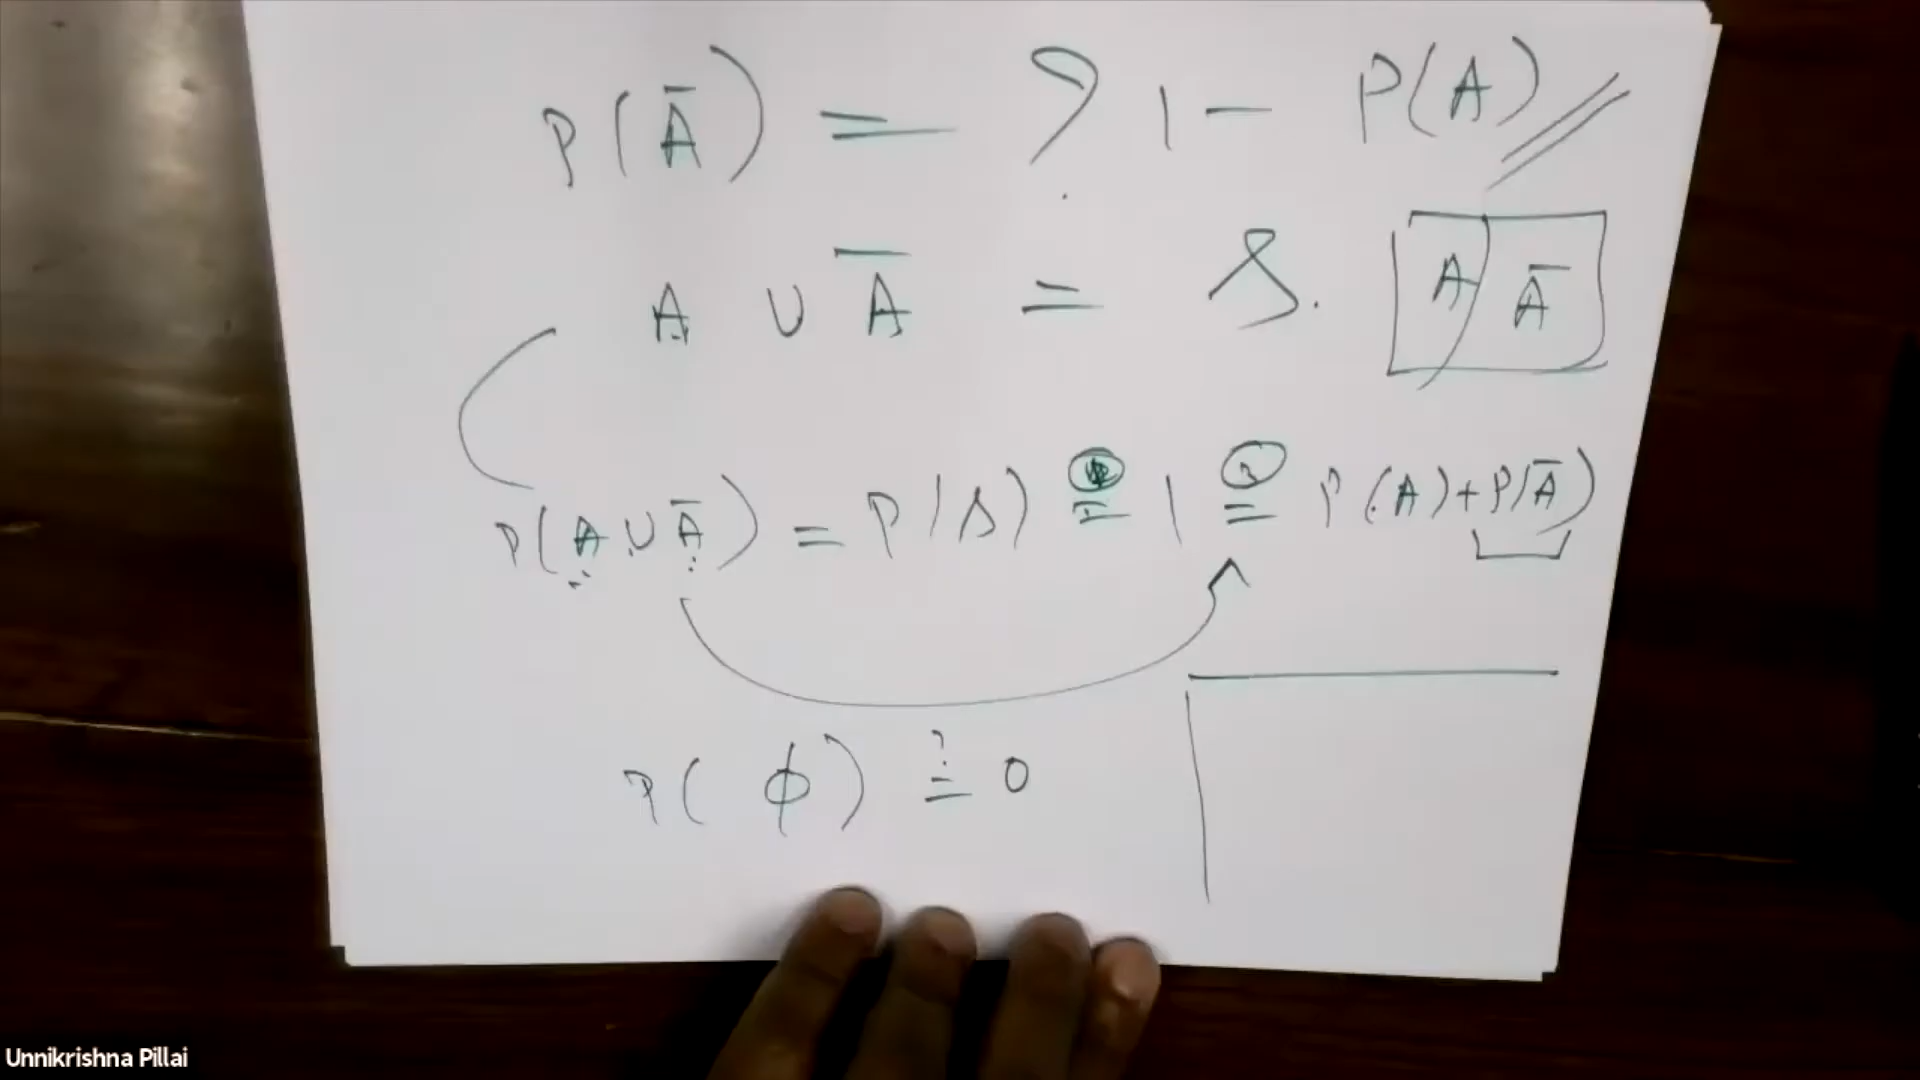 P(A̅) = ? 1 - P(A)
A ∪ A̅ = S.
A A̅
P(A ∪ A̅) = P(S) = 1 = P(A) + P(A̅)
P(φ) ?= 0
Unnikrishna Pillai